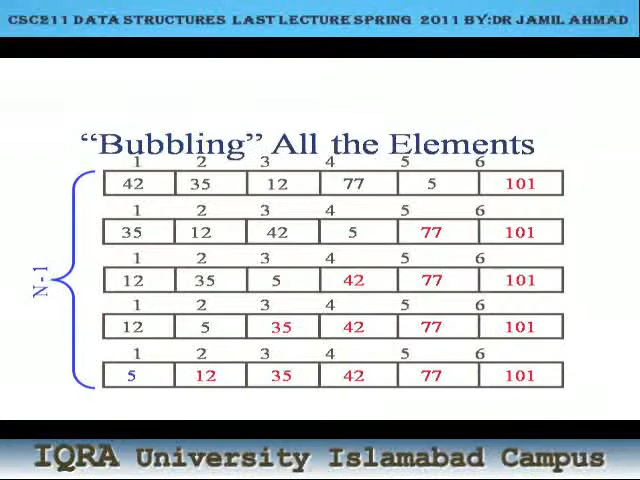 CSC211 DATA STRUCTURES LAST LECTURE SPRING 2011 BY:DR JAMIL AHMAD
“Bubbling” All the Elements
1 2 3 4 5 6
42 35 12 77 5 101
1 2 3 4 5 6
35 12 42 5 77 101
1 2 3 4 5 6
12 35 5 42 77 101
1 2 3 4 5 6
12 5 35 42 77 101
1 2 3 4 5 6
5 12 35 42 77 101
N - 1
IQRA University Islamabad Campus